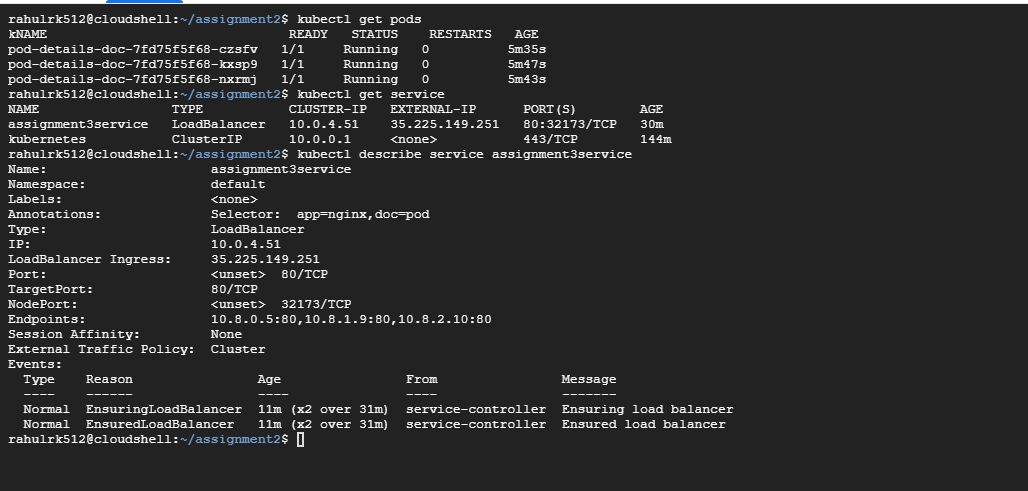 rahulrk512@cloudshell:~/assignment2$ kubectl get pods
kNAME                               READY   STATUS    RESTARTS   AGE
pod-details-doc-7fd75f5f68-czsfv   1/1     Running   0          5m35s
pod-details-doc-7fd75f5f68-kxsp9   1/1     Running   0          5m47s
pod-details-doc-7fd75f5f68-nxrmj   1/1     Running   0          5m43s
rahulrk512@cloudshell:~/assignment2$ kubectl get service
NAME                 TYPE           CLUSTER-IP   EXTERNAL-IP      PORT(S)        AGE
assignment3service   LoadBalancer   10.0.4.51    35.225.149.251   80:32173/TCP   30m
kubernetes           ClusterIP      10.0.0.1     <none>           443/TCP        144m
rahulrk512@cloudshell:~/assignment2$ kubectl describe service assignment3service
Name:                     assignment3service
Namespace:                default
Labels:                   <none>
Annotations:              Selector:  app=nginx,doc=pod
Type:                     LoadBalancer
IP:                       10.0.4.51
LoadBalancer Ingress:     35.225.149.251
Port:                     <unset>  80/TCP
TargetPort:               80/TCP
NodePort:                 <unset>  32173/TCP
Endpoints:                10.8.0.5:80,10.8.1.9:80,10.8.2.10:80
Session Affinity:         None
External Traffic Policy:  Cluster
Events:
  Type    Reason                Age                 From                Message
  ----    ------                ----                ----                -------
  Normal  EnsuringLoadBalancer  11m (x2 over 31m)  service-controller  Ensuring load balancer
  Normal  EnsuredLoadBalancer   11m (x2 over 31m)  service-controller  Ensured load balancer
rahulrk512@cloudshell:~/assignment2$